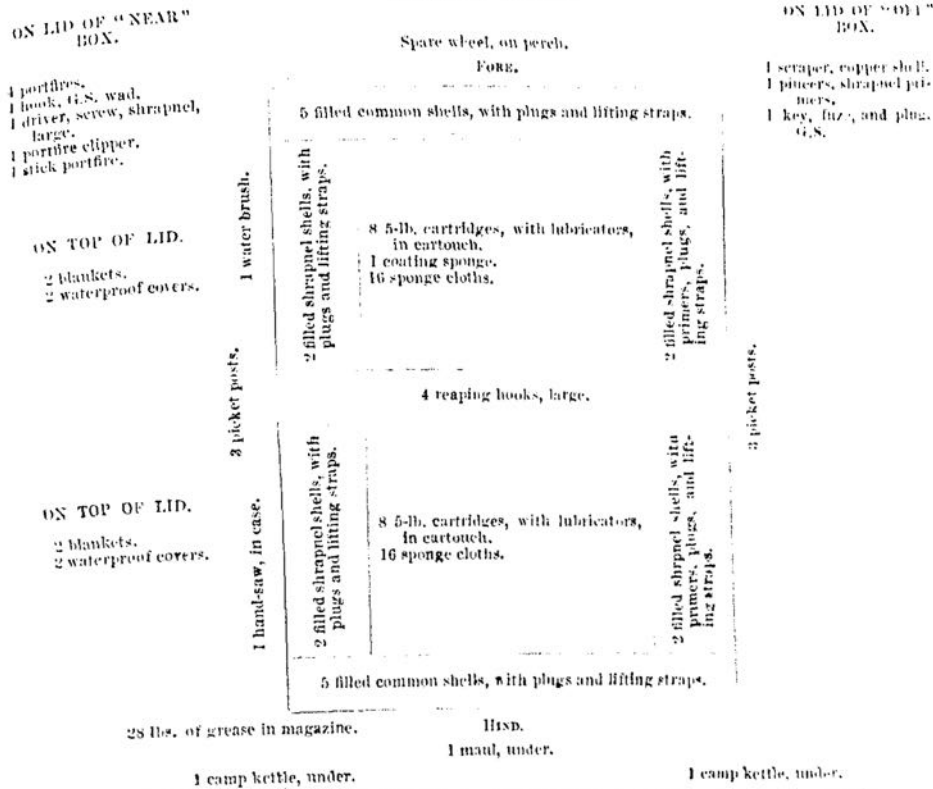 ON LID OF "NEAR"
BOX.
4 portfires.
1 hook, G.S. wad.
1 driver, screw, shrapnel,
large.
1 portfire clipper.
1 stick portfire.
Spare wheel, on perch.
FORE.
ON LID OF "OFF"
BOX.
1 scraper, copper shell.
1 pincers, shrapnel pri-
mers.
1 key, fuze, and plug,
G.S.
5 filled common shells, with plugs and lifting straps.
1 water brush.
2 filled shrapnel shells, with
plugs and lifting straps.
8 5-lb. cartridges, with lubricators,
in cartouch.
1 coating sponge.
16 sponge cloths.
2 filled shrapnel shells, with
primers, plugs, and lift-
ing straps.
ON TOP OF LID.
2 blankets.
2 waterproof covers.
3 picket posts.
4 reaping hooks, large.
3 picket posts.
ON TOP OF LID.
2 blankets.
2 waterproof covers.
1 hand-saw, in case.
2 filled shrapnel shells, with
plugs and lifting straps.
8 5-lb. cartridges, with lubricators,
in cartouch.
16 sponge cloths.
2 filled shrpnel shells, with
primers, plugs, and lift-
ing straps.
5 filled common shells, with plugs and lifting straps.
28 lbs. of grease in magazine.
HIND.
1 maul, under.
1 camp kettle, under.
1 camp kettle, under.